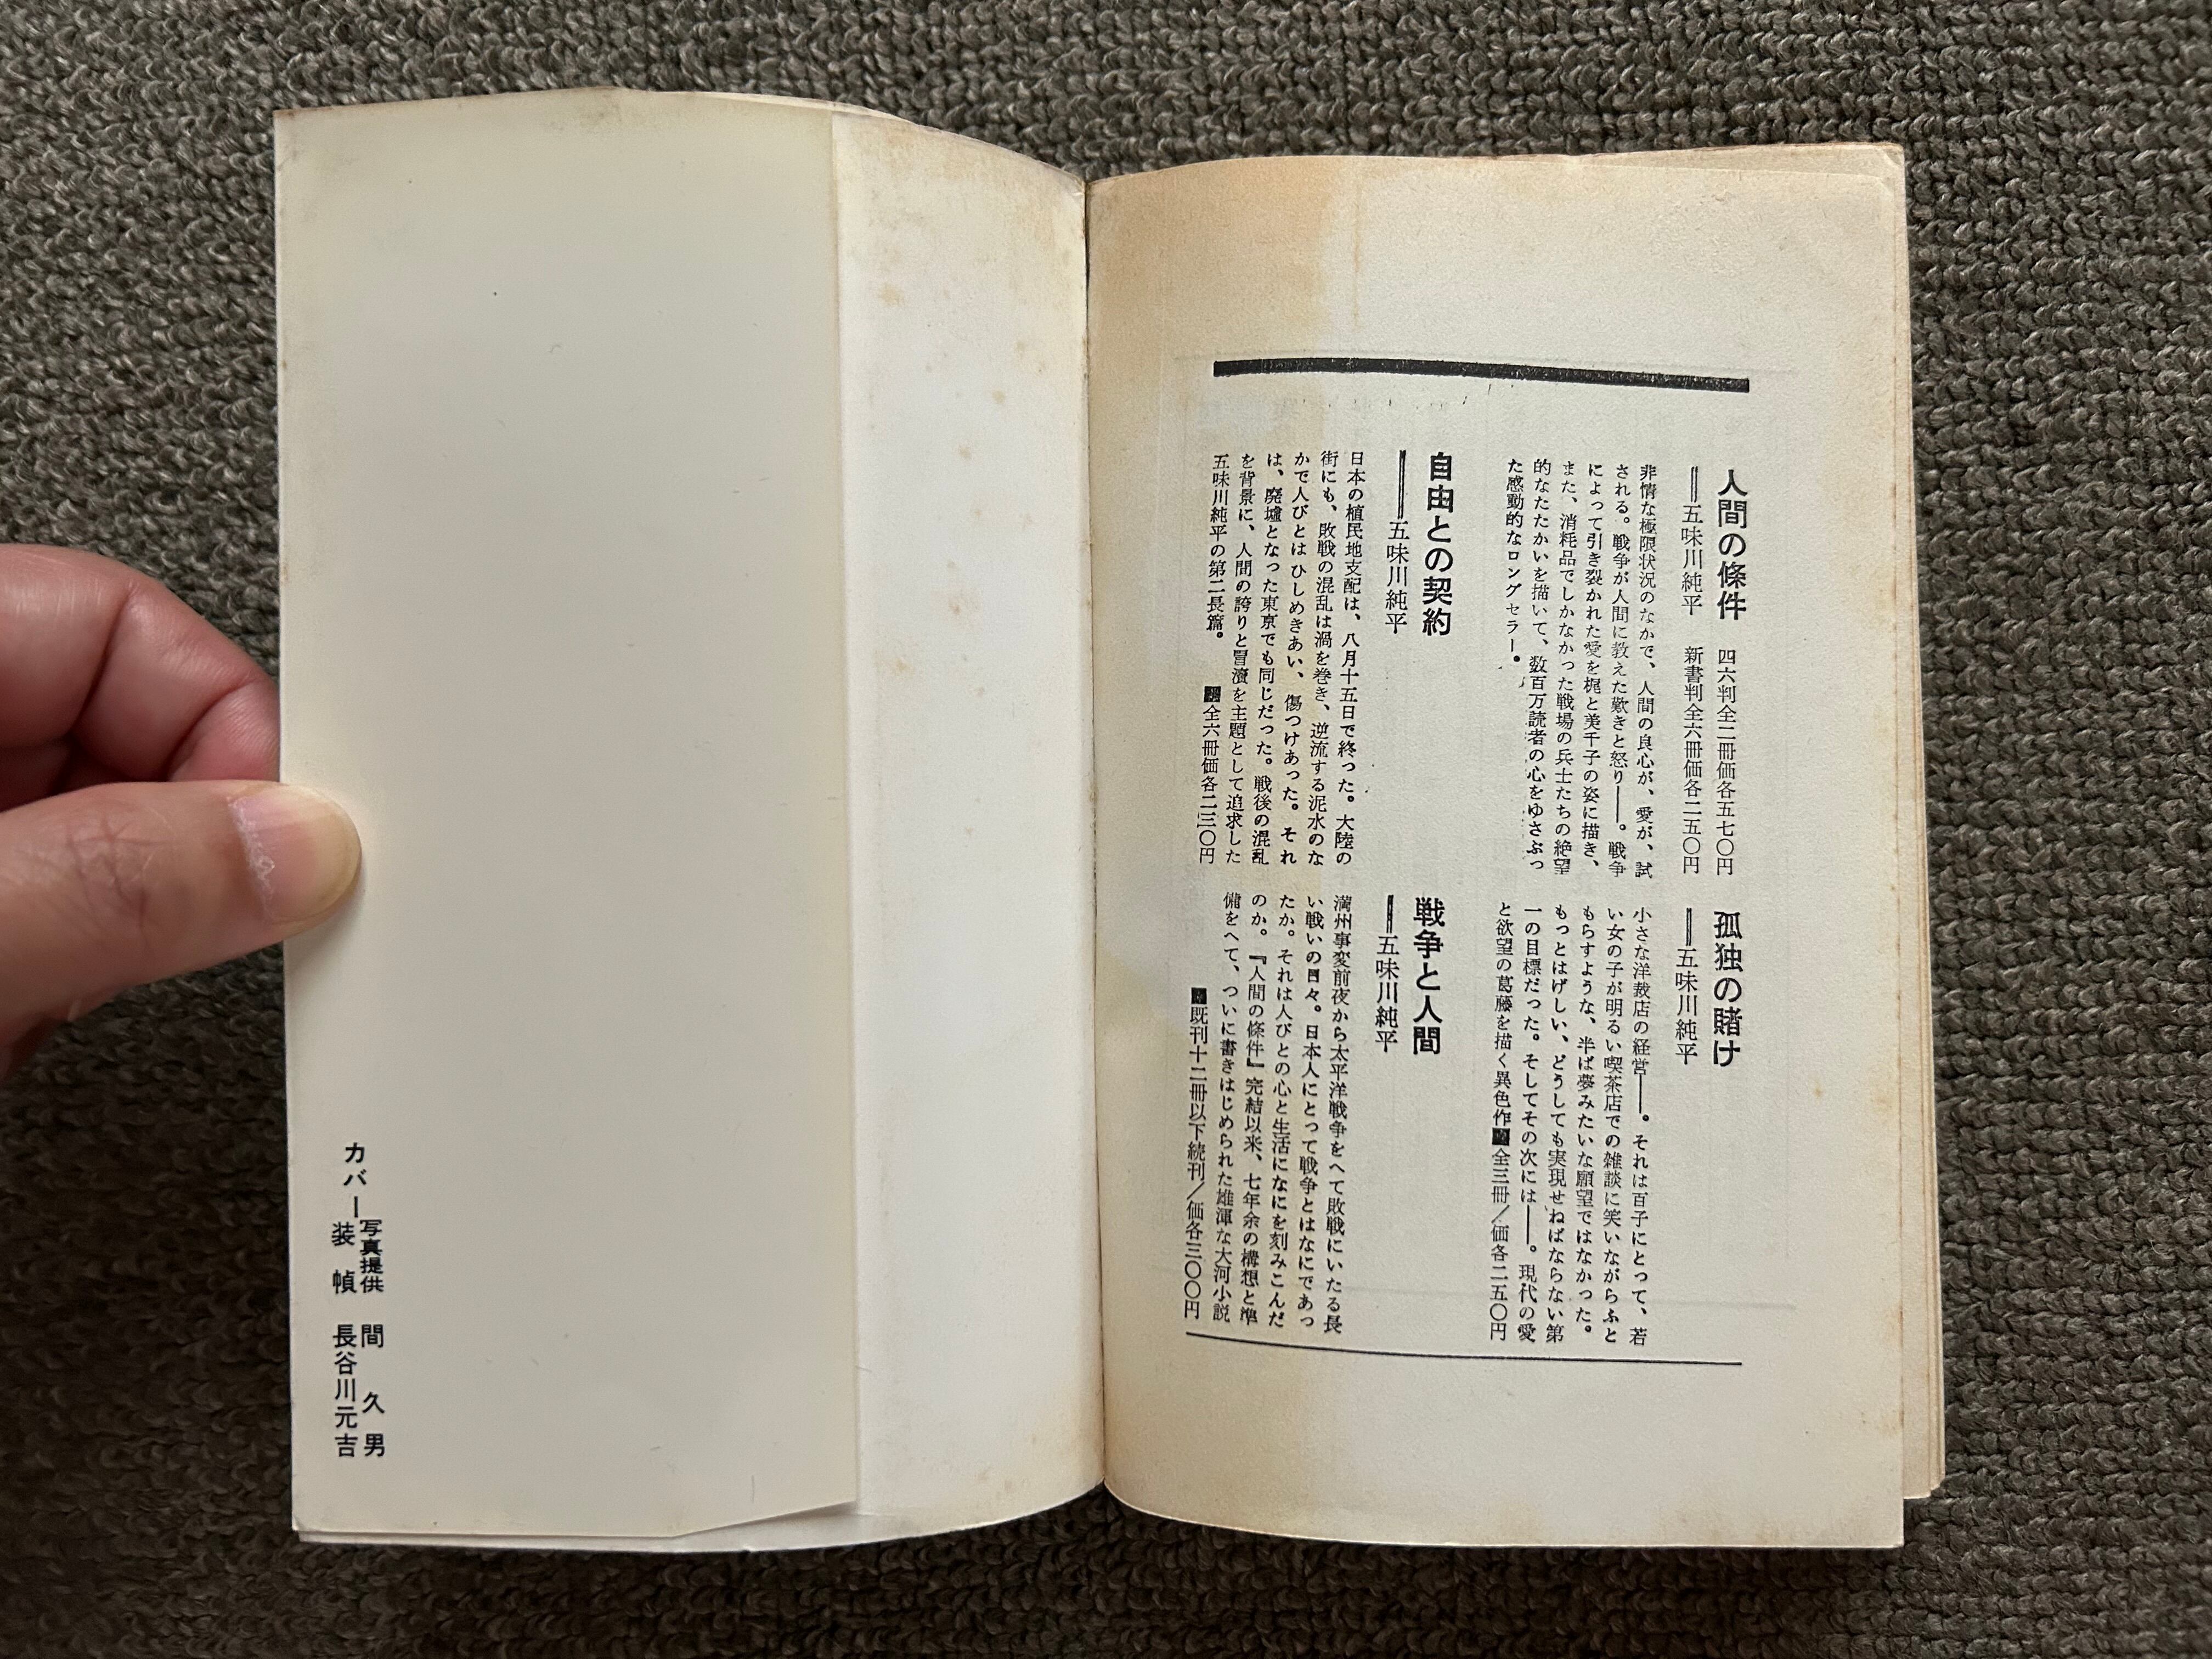 人間の條件 四六判全二冊価各五七〇円
＝五味川純平 新書判全六冊価各二五〇円
非情な極限状況のなかで、人間の良心が、愛が、試
される。戦争が人間に教えた歎きと怒り――。戦争
によって引き裂かれた愛を梶と美千子の姿に描き、
また、消耗品でしかなかった戦場の兵士たちの絶望
的なたたかいを描いて、数百万読者の心をゆさぶっ
た感動的なロングセラー。
自由との契約
＝五味川純平
日本の植民地支配は、八月十五日で終った。大陸の
街にも、敗戦の混乱は渦を巻き、逆流する泥水のな
かで人びとはひしめきあい、傷つけあった。それ
は、廃墟となった東京でも同じだった。戦後の混乱
を背景に、人間の誇りと冒瀆を主題として追求した
五味川純平の第二長篇。 ■全六冊価各二三〇円
孤独の賭け
＝五味川純平
小さな洋裁店の経営――。それは百子にとって、若
い女の子が明るい喫茶店での雑談に笑いながらふと
もらすような、半ば夢みたいな願望ではなかった。
もっとはげしい、どうしても実現せねばならない第
一の目標だった。そしてその次には――。現代の愛
と欲望の葛藤を描く異色作■全三冊／価各二五〇円
戦争と人間
＝五味川純平
満州事変前夜から太平洋戦争をへて敗戦にいたる長
い戦いの日々。日本人にとって戦争とはなにであっ
たか。それは人びとの心と生活になにを刻みこんだ
のか。『人間の條件』完結以来、七年余の構想と準
備をへて、ついに書きはじめられた雄渾な大河小説
■既刊十二冊以下続刊／価各三〇〇円
カバー写真提供 間久男
装幀 長谷川元吉